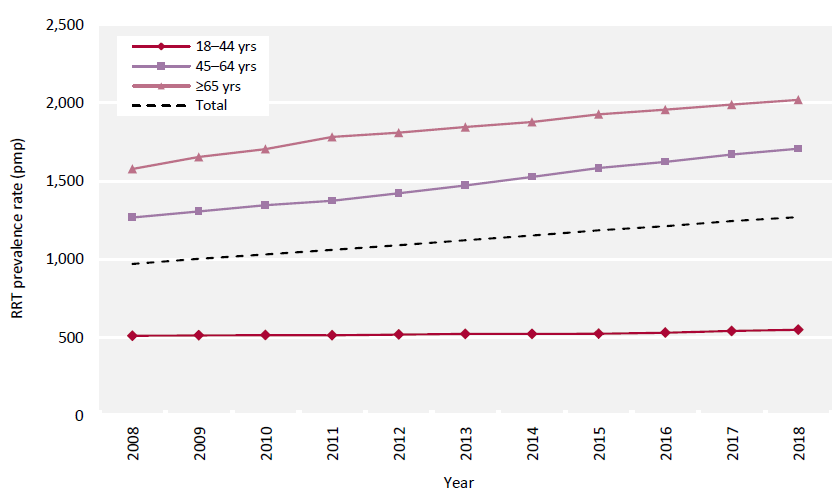 2,500
2,000
1,500
1,000
500
0
RRT prevalence rate (pmp)
18–44 yrs
45–64 yrs
≥65 yrs
Total
2008 2009 2010 2011 2012 2013 2014 2015 2016 2017 2018
Year